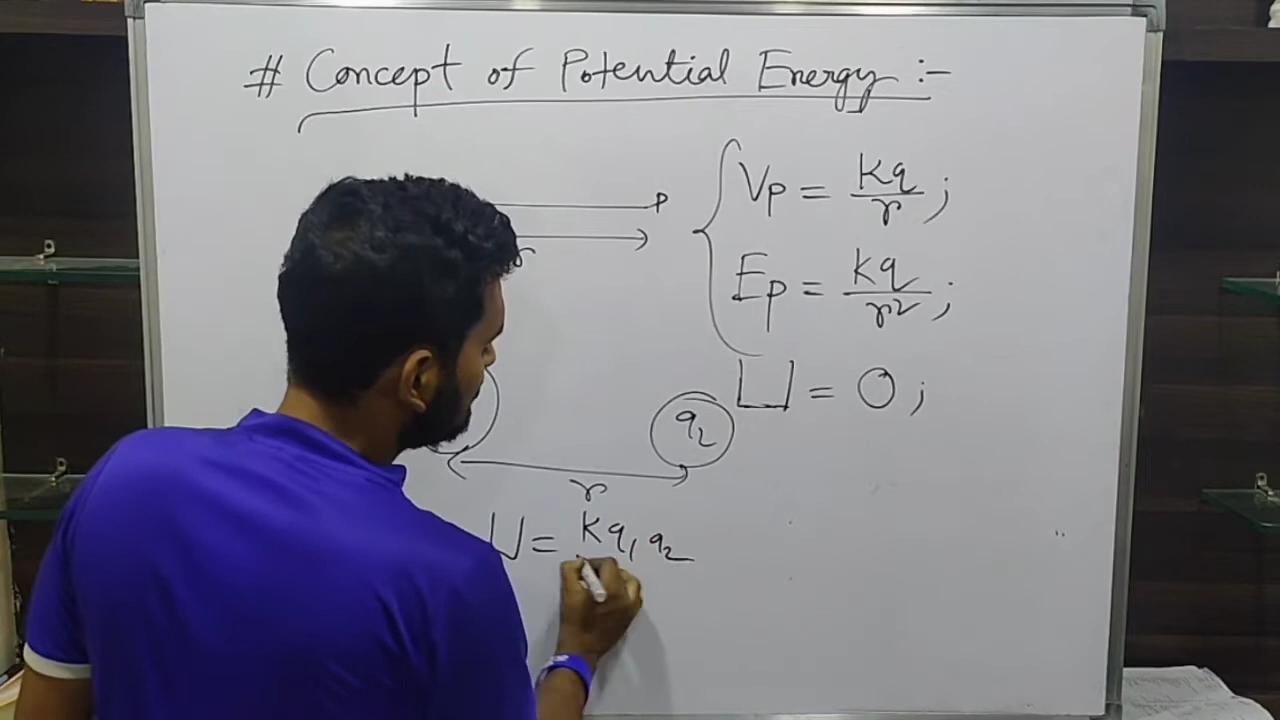 # Concept of Potential Energy :-
P
r
Vp = Kq/r ;
Ep = Kq/r² ;
U = 0 ;
q₂
r
U = Kq₁q₂